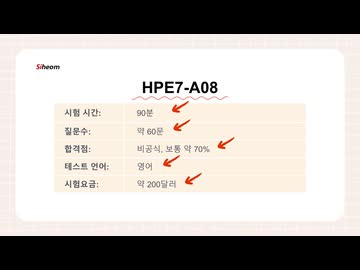 Siheom
HPE7-A08
시험 시간: 90분
질문수: 약 60문
합격점: 비공식, 보통 약 70%
테스트 언어: 영어
시험요금: 약 200달러